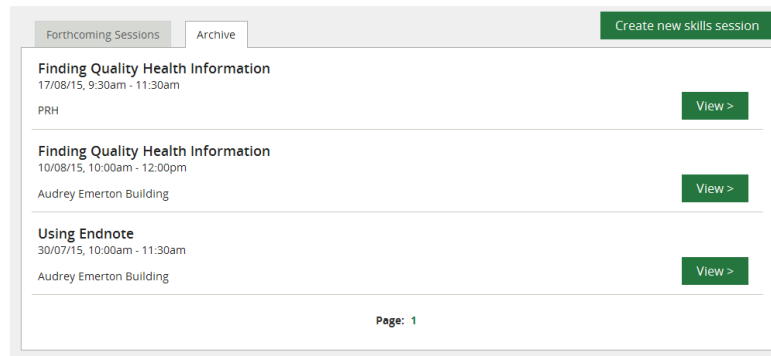 Forthcoming Sessions
Archive
Create new skills session
Finding Quality Health Information
17/08/15, 9:30am - 11:30am
PRH
View >
Finding Quality Health Information
10/08/15, 10:00am - 12:00pm
Audrey Emerton Building
View >
Using Endnote
30/07/15, 10:00am - 11:30am
Audrey Emerton Building
View >
Page: 1